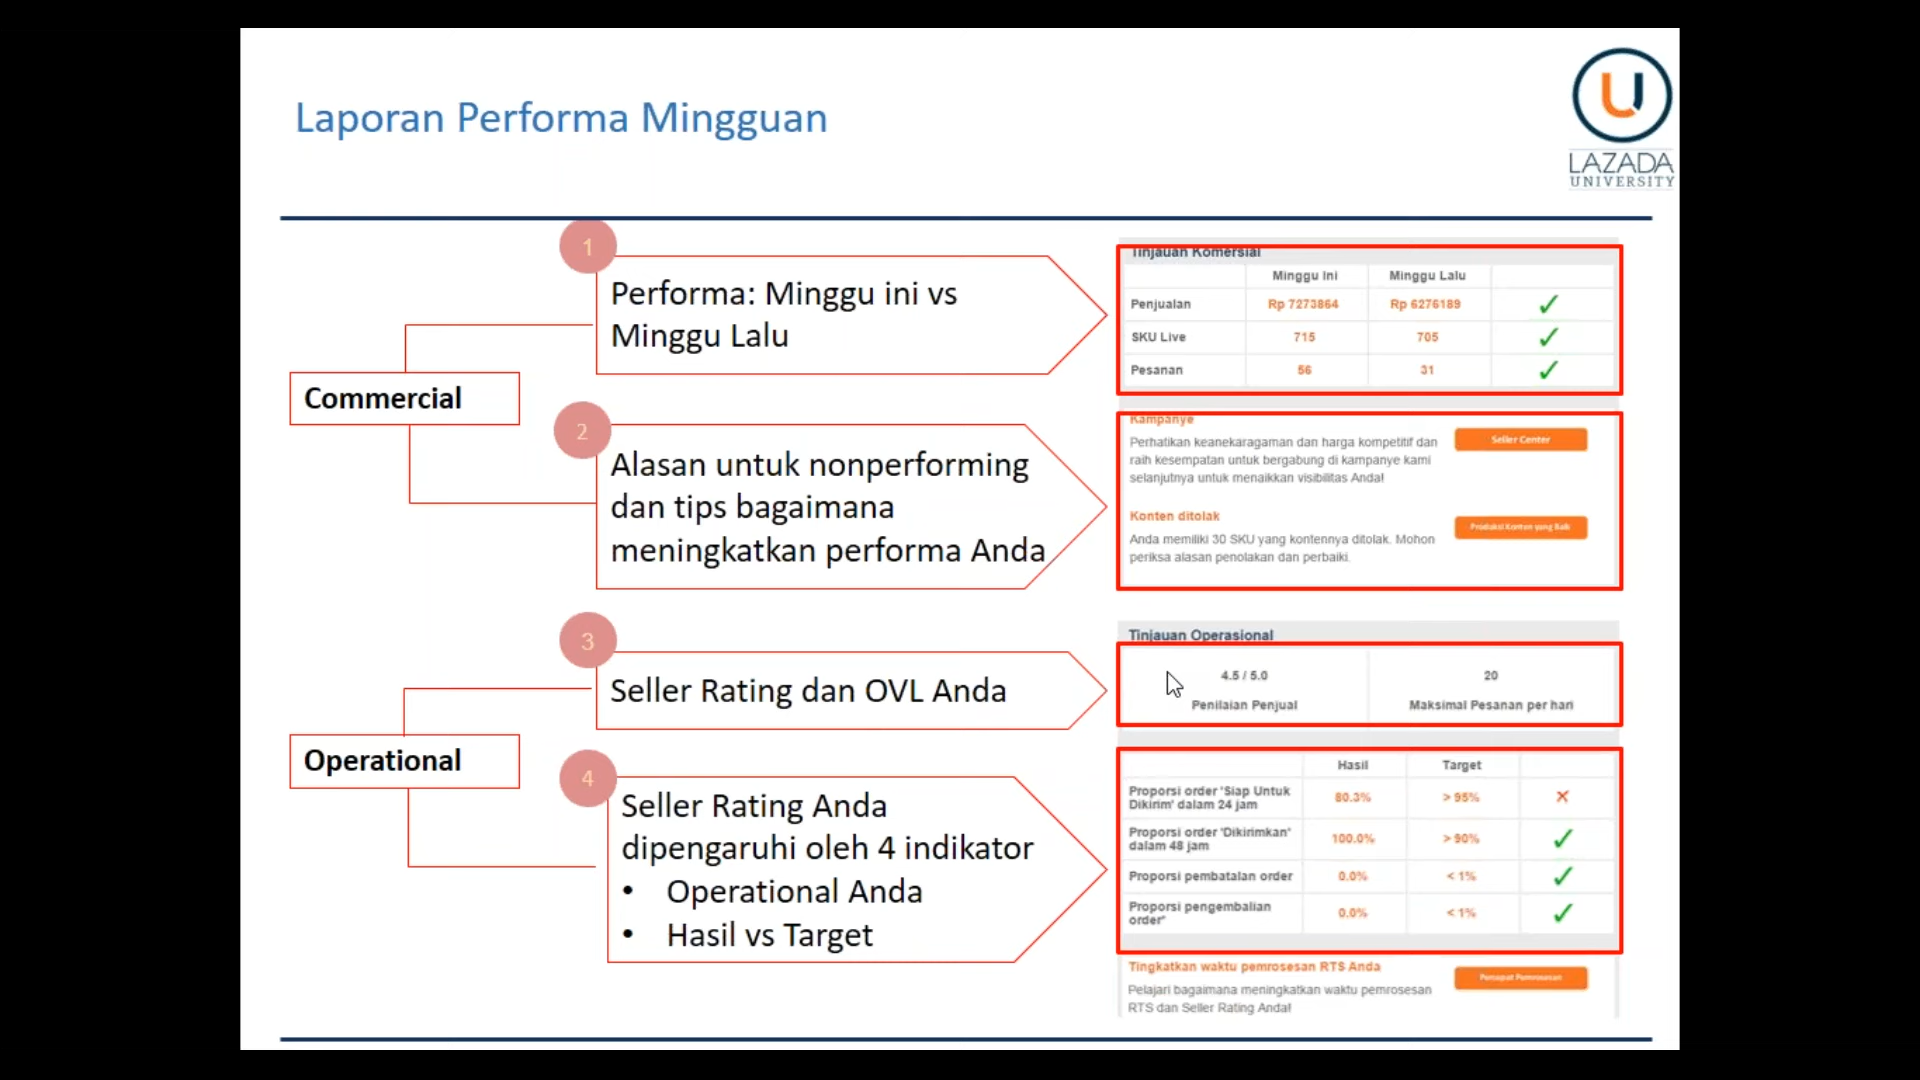 Laporan Performa Mingguan
U
LAZADA
UNIVERSITY
1
Performa: Minggu ini vs
Minggu Lalu
Commercial
2
Alasan untuk nonperforming
dan tips bagaimana
meningkatkan performa Anda
3
Seller Rating dan OVL Anda
Operational
4
Seller Rating Anda
dipengaruhi oleh 4 indikator
• Operational Anda
• Hasil vs Target
Tinjauan Komersial
Minggu Ini Minggu Lalu
Penjualan Rp 7273864 Rp 6276189 ✓
SKU Live 715 705 ✓
Pesanan 56 31 ✓
Kampanye
Perhatikan keanekaragaman dan harga kompetitif dan
raih kesempatan untuk bergabung di kampanye kami
selanjutnya untuk menaikkan visibilitas Anda!
Seller Center
Konten ditolak
Anda memiliki 30 SKU yang kontennya ditolak. Mohon
periksa alasan penolakan dan perbaiki.
Produksi Konten yang Baik
Tinjauan Operasional
4.5 / 5.0 20
Penilaian Penjual Maksimal Pesanan per hari
Hasil Target
Proporsi order 'Siap Untuk
Dikirim' dalam 24 jam 80.3% > 95% ✕
Proporsi order 'Dikirimkan'
dalam 48 jam 100.0% > 90% ✓
Proporsi pembatalan order 0.0% < 1% ✓
Proporsi pengembalian
order* 0.0% < 1% ✓
Tingkatkan waktu pemrosesan RTS Anda
Pelajari bagaimana meningkatkan waktu pemrosesan
RTS dan Seller Rating Anda!
Percepat Pemrosesan